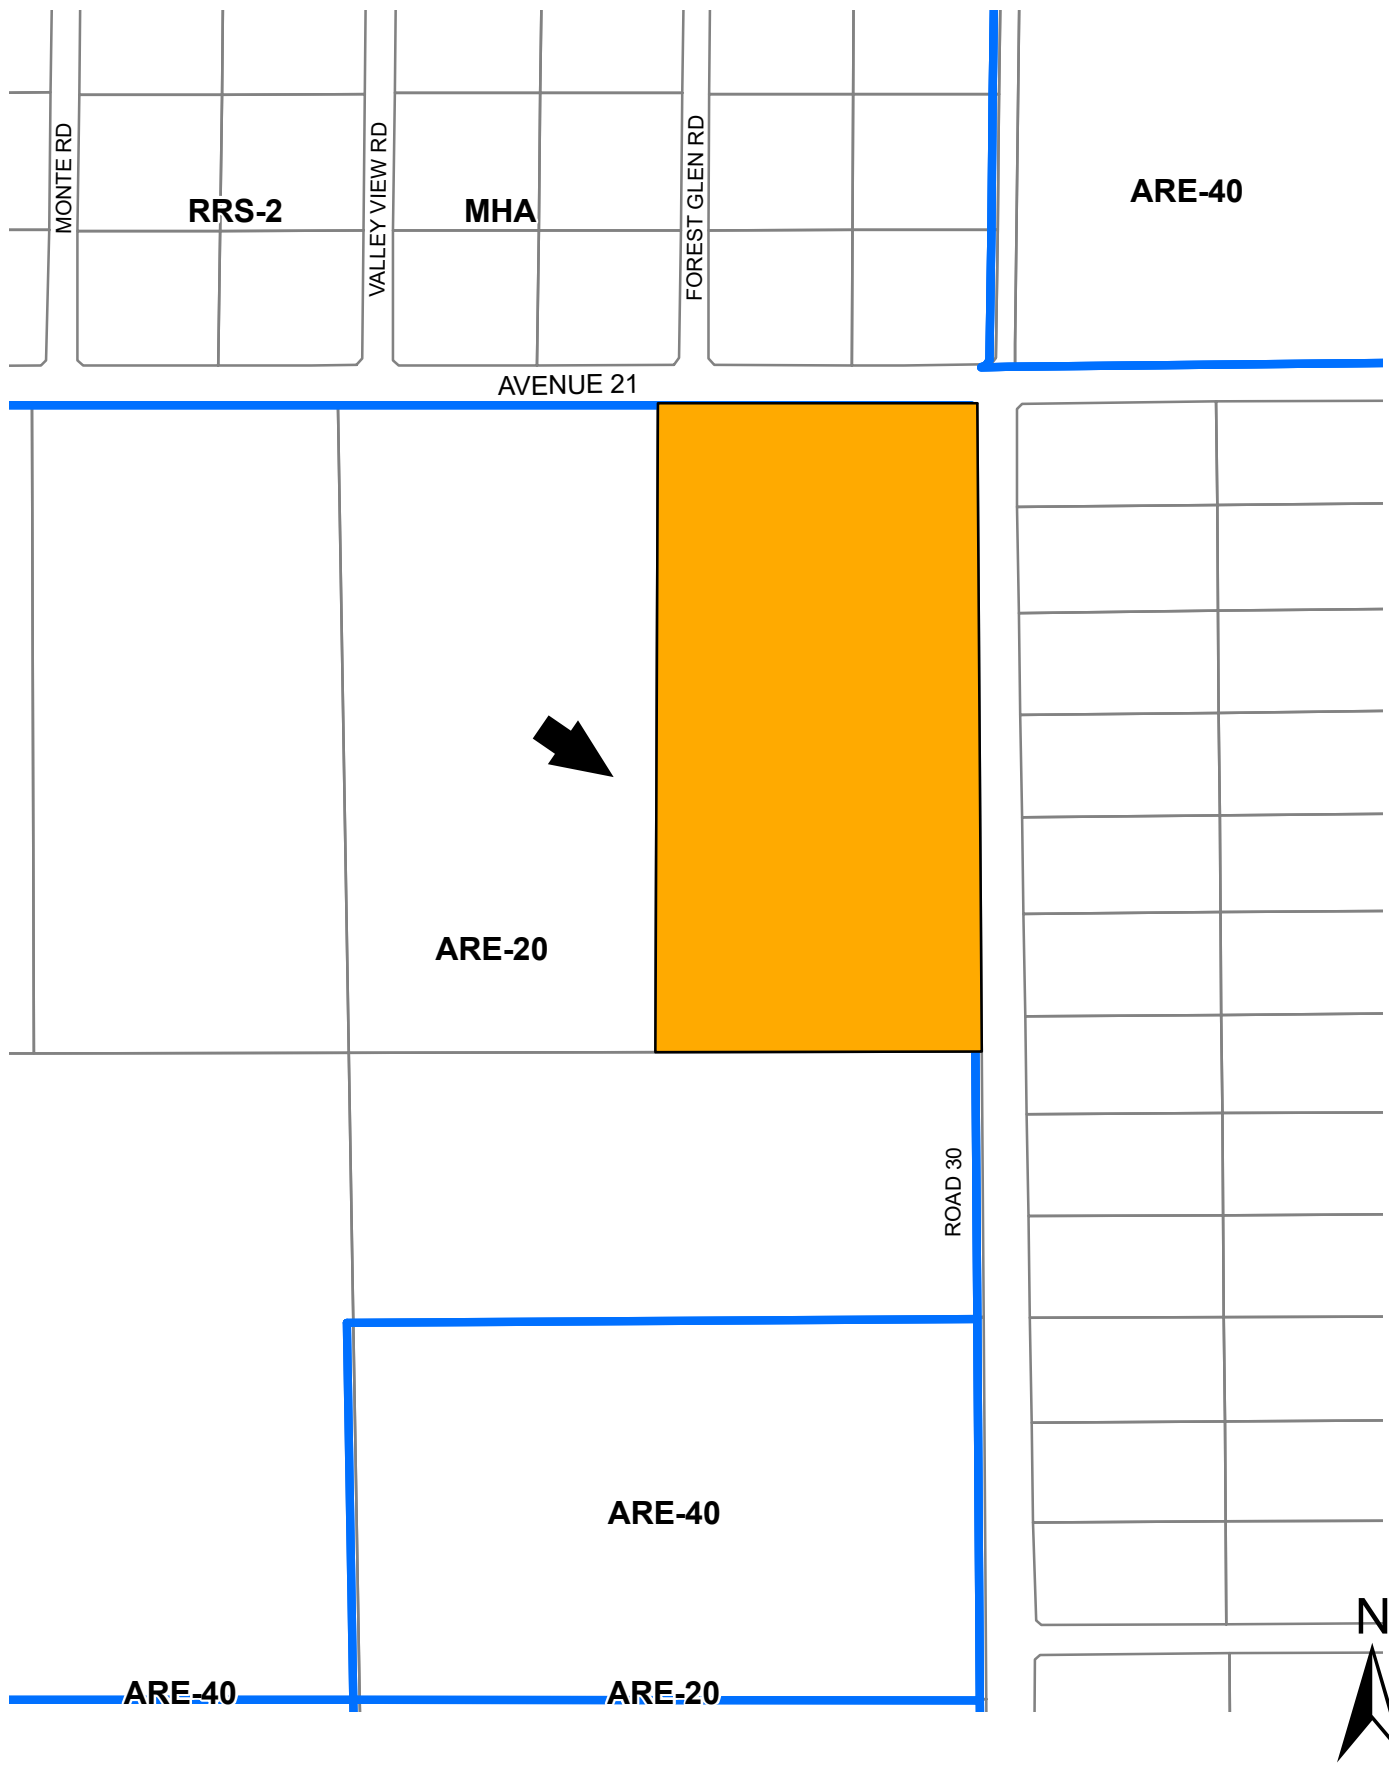 MONTE RD
VALLEY VIEW RD
FOREST GLEN RD
ARE-40
RRS-2
MHA
AVENUE 21
ARE-20
ROAD 30
ARE-40
N
ARE-40
ARE-20